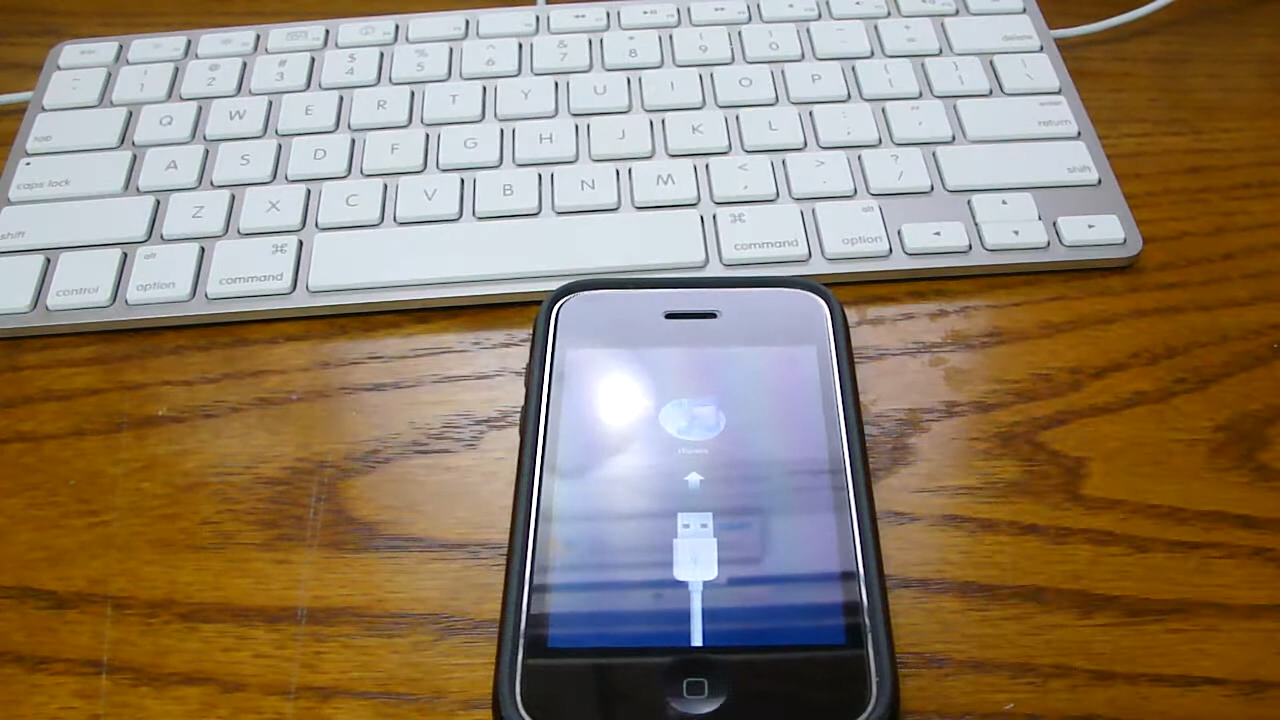 ~ ! 1 @ 2 # 3 $ 4 % 5 ^ 6 & 7 * 8 ( 9 ) 0 delete
tab Q W E R T Y U I O P { [ } ] | \
caps lock A S D F G H J K L : ; " ' enter return
shift Z X C V B N M < , > . ? / shift
control alt option ⌘ command ⌘ command alt option
iTunes